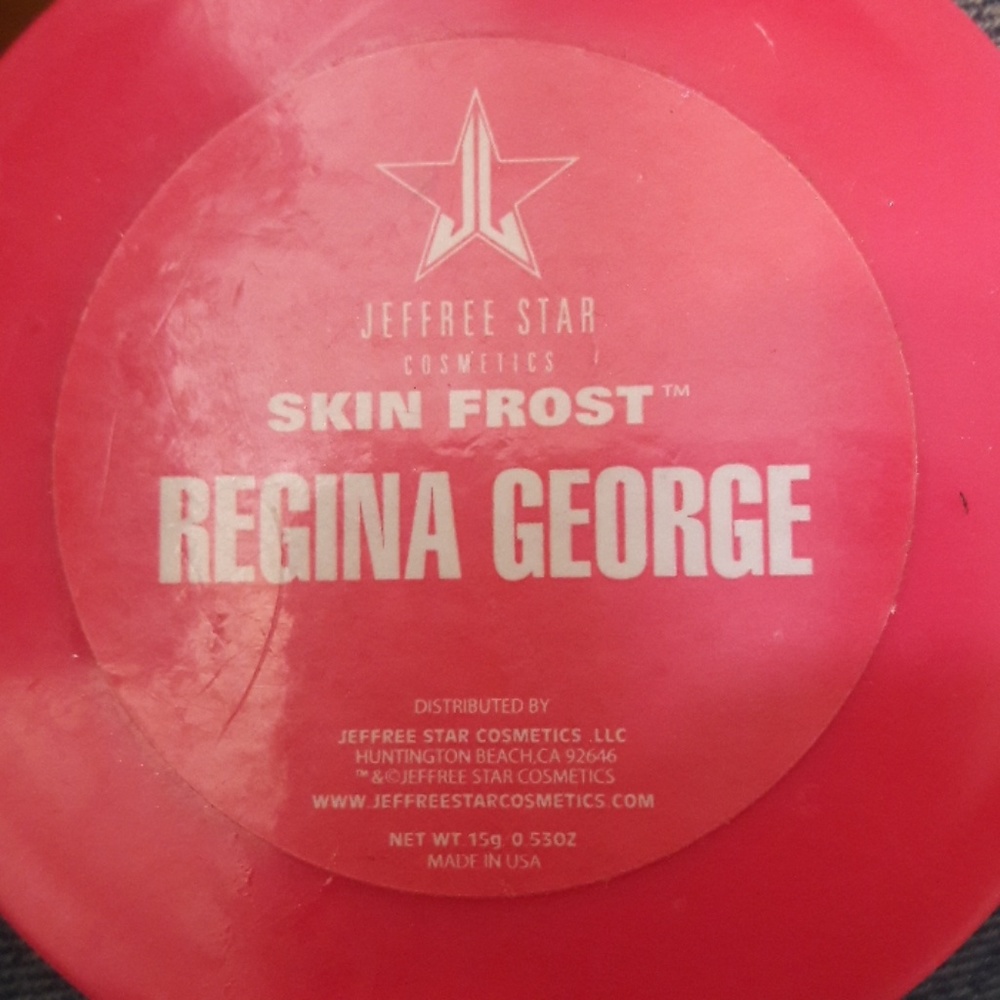 JEFFREE STAR
COSMETICS
SKIN FROST™
REGINA GEORGE
DISTRIBUTED BY
JEFFREE STAR COSMETICS .LLC
HUNTINGTON BEACH,CA 92646
™ &©JEFFREE STAR COSMETICS
WWW.JEFFREESTARCOSMETICS.COM
NET WT 15g 0.53OZ
MADE IN USA